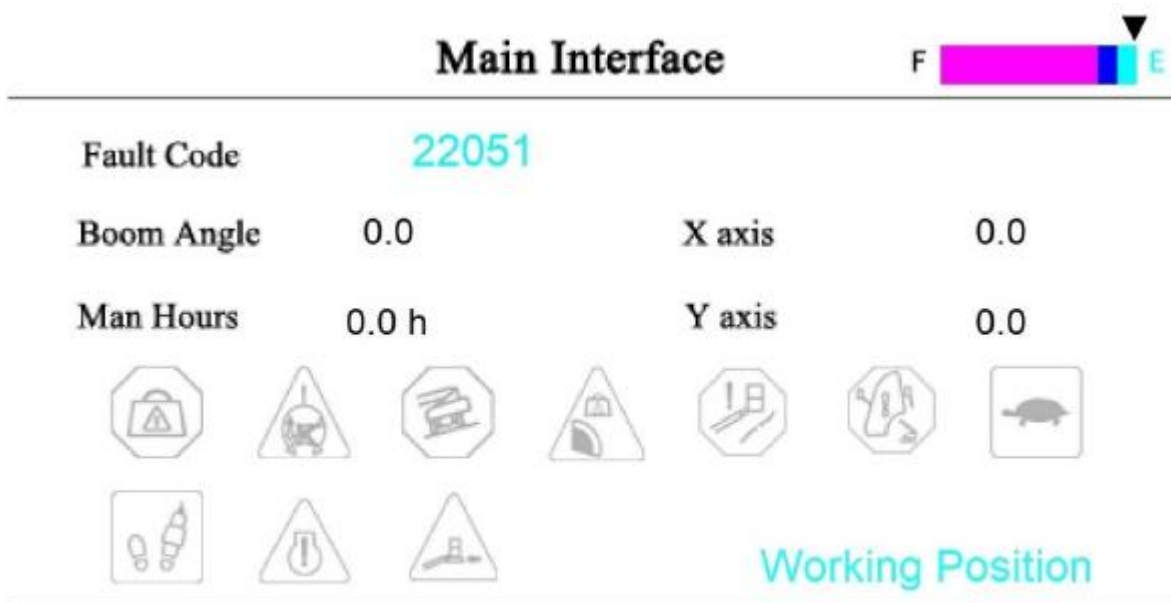 Main Interface
F E
Fault Code 22051
Boom Angle 0.0 X axis 0.0
Man Hours 0.0 h Y axis 0.0
Working Position